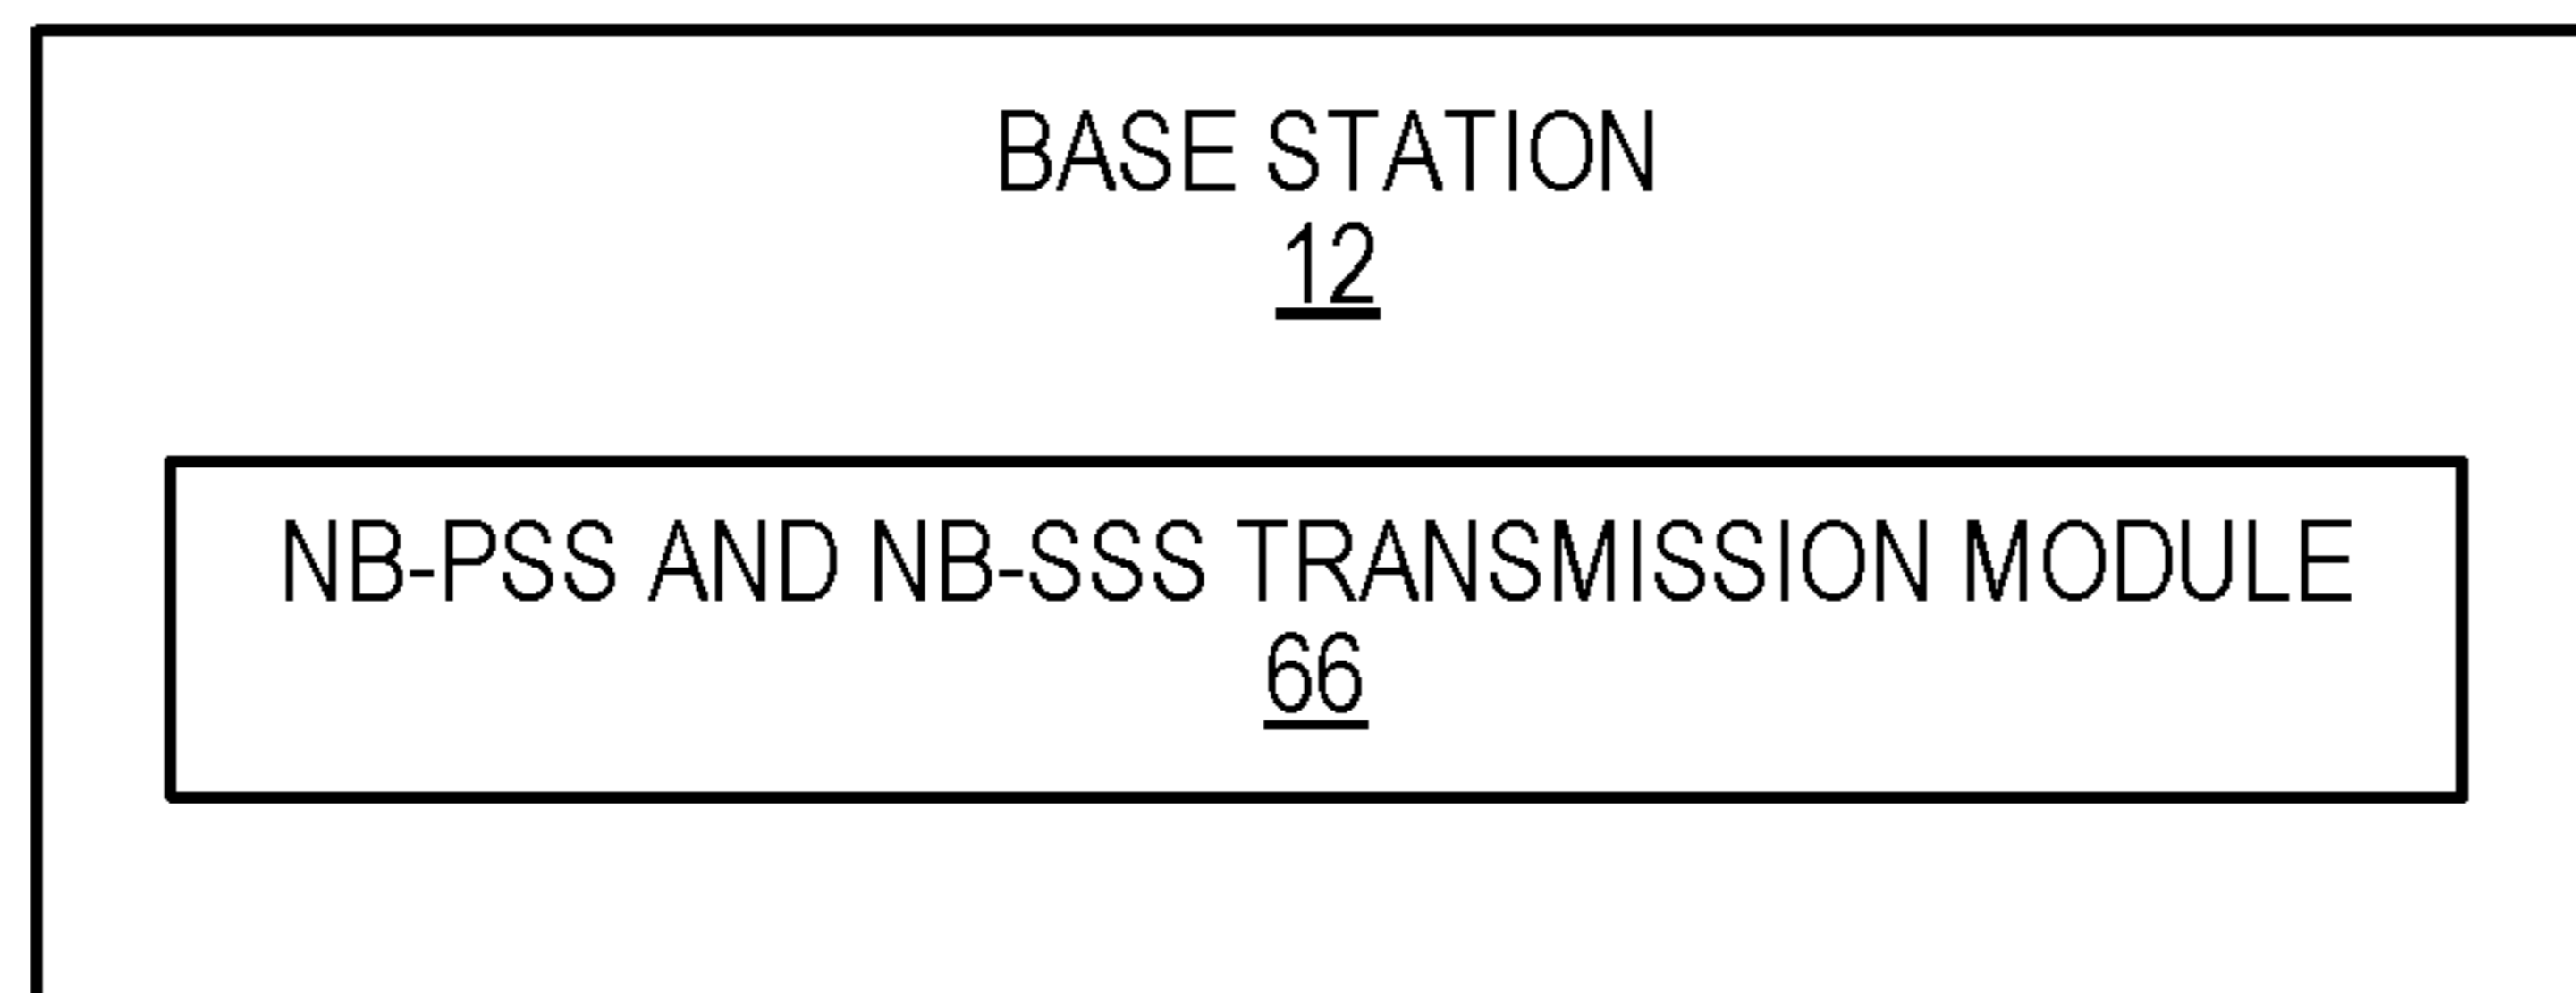 BASE STATION
12
NB-PSS AND NB-SSS TRANSMISSION MODULE
66